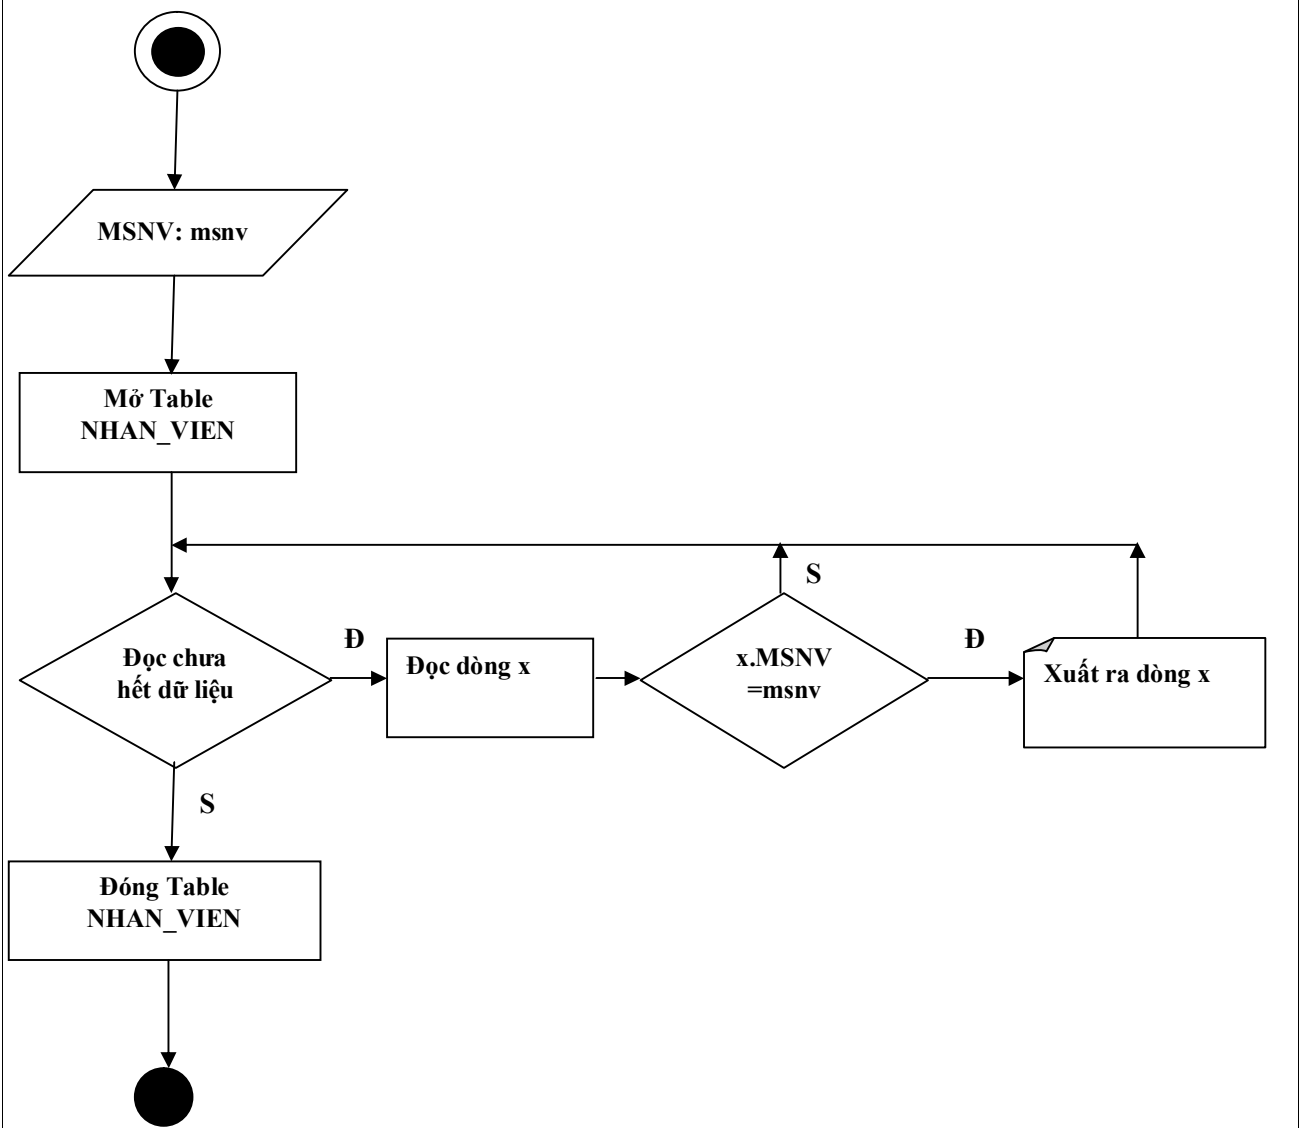 MSNV: msnv
Mở Table
NHAN_VIEN
S
Đọc chưa
hết dữ liệu
Đ
Đọc dòng x
x.MSNV
=msnv
Đ
Xuất ra dòng x
S
Đóng Table
NHAN_VIEN